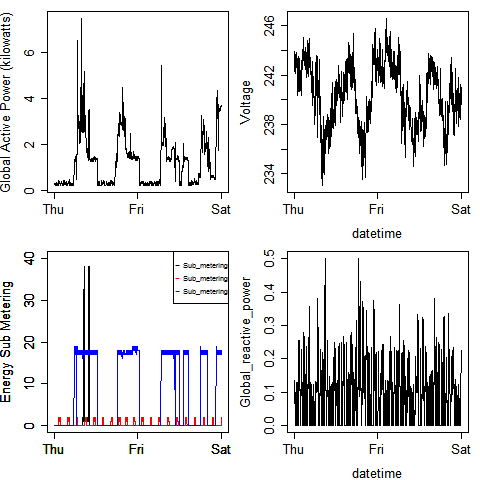 Global Active Power (kilowatts)
0 2 4 6
Thu Fri Sat
Voltage
234 238 242 246
Thu Fri Sat
datetime
Energy Sub Metering
0 10 20 30 40
Thu Fri Sat
Sub_metering
Sub_metering
Sub_metering
Global_reactive_power
0.0 0.1 0.2 0.3 0.4 0.5
Thu Fri Sat
datetime